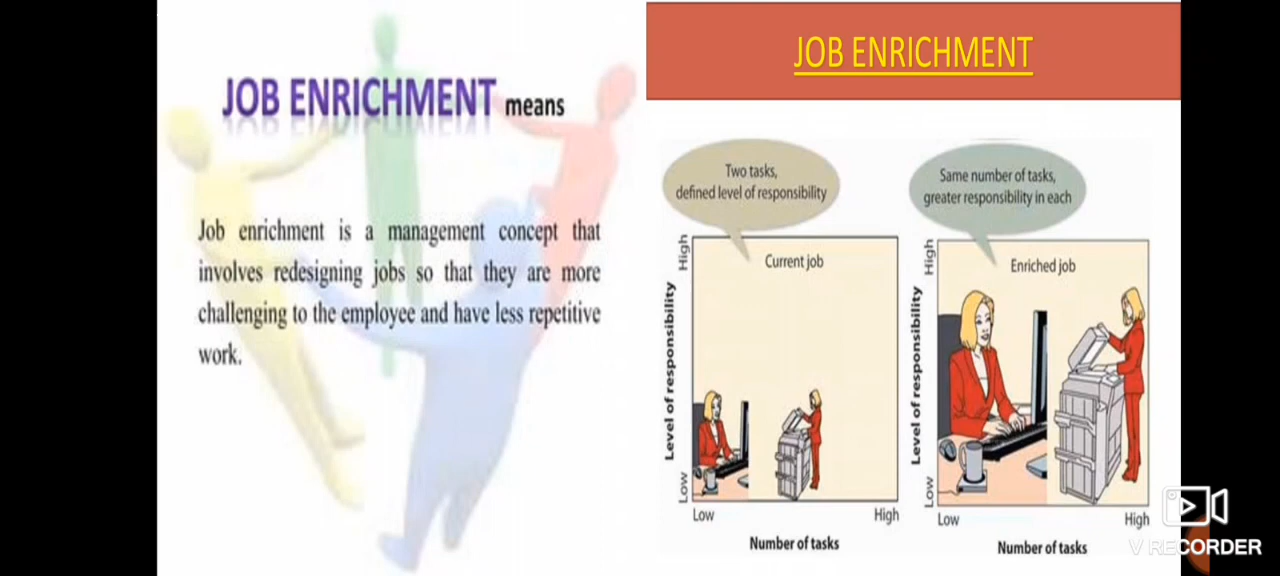 JOB ENRICHMENT means
Job enrichment is a management concept that
involves redesigning jobs so that they are more
challenging to the employee and have less repetitive
work.
JOB ENRICHMENT
Two tasks,
defined level of responsibility
Current job
High
Level of responsibility
Low
Low
High
Number of tasks
Same number of tasks,
greater responsibility in each
Enriched job
High
Level of responsibility
Low
Low
High
Number of tasks
V RECORDER